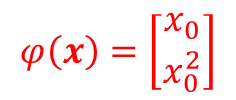 φ(x) = [x₀
x₀²]